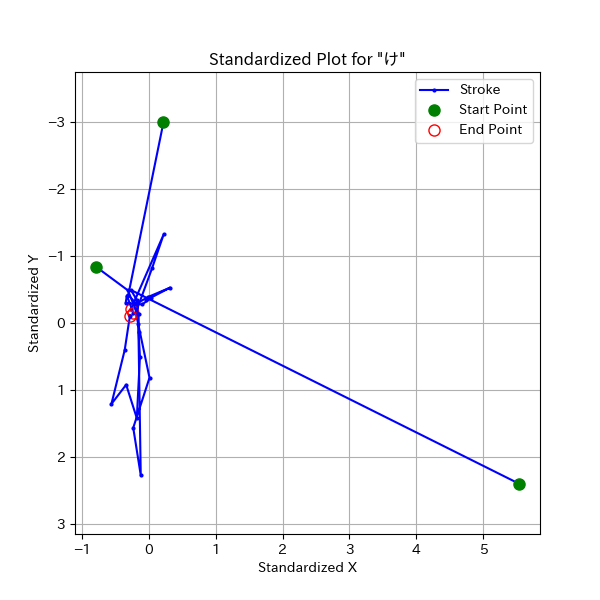 Standardized Plot for "け"
Stroke
Start Point
End Point
−3
−2
−1
0
1
2
3
Standardized Y
−1 0 1 2 3 4 5
Standardized X